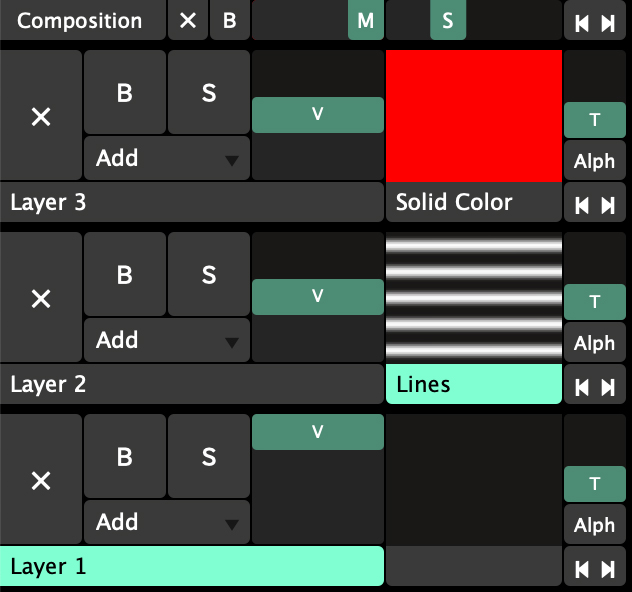 Composition × B M S
× B S V T
Add Alph
Layer 3 Solid Color
× B S V T
Add Alph
Layer 2 Lines
× B S V T
Add Alph
Layer 1